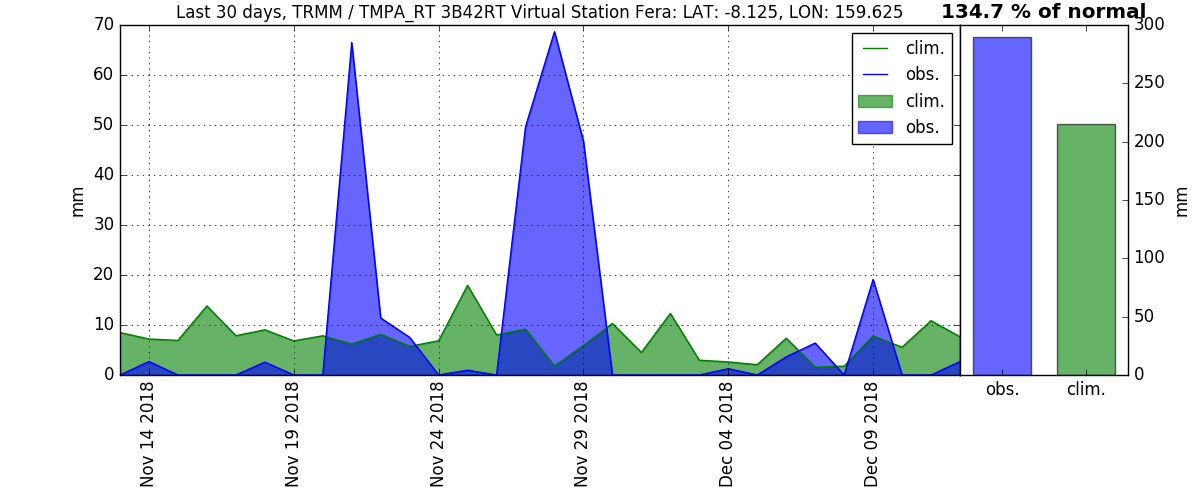 Last 30 days, TRMM / TMPA_RT 3B42RT Virtual Station Fera: LAT: -8.125, LON: 159.625
134.7 % of normal
70
60
50
40
30
20
10
0
mm
clim.
obs.
clim.
obs.
Nov 14 2018
Nov 19 2018
Nov 24 2018
Nov 29 2018
Dec 04 2018
Dec 09 2018
300
250
200
150
100
50
0
mm
obs.
clim.